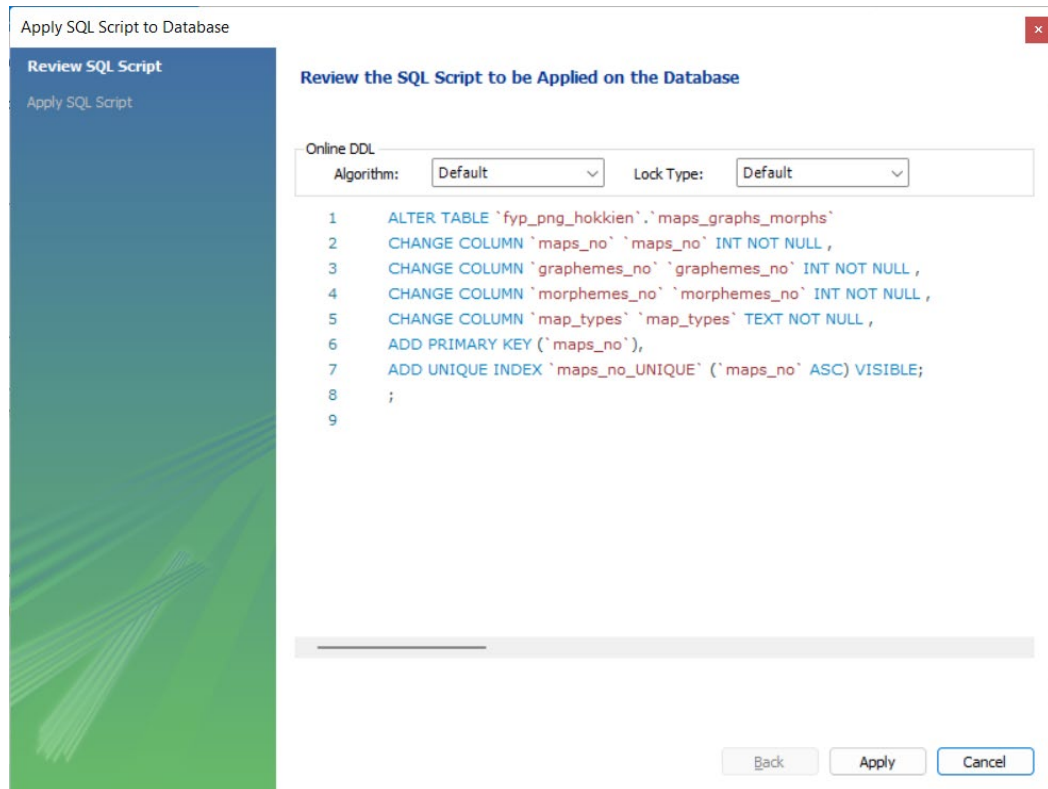 Apply SQL Script to Database
Review SQL Script
Apply SQL Script
Review the SQL Script to be Applied on the Database
Online DDL
Algorithm: Default Lock Type: Default
1 ALTER TABLE `fyp_png_hokkien`.`maps_graphs_morphs`
2 CHANGE COLUMN `maps_no` `maps_no` INT NOT NULL ,
3 CHANGE COLUMN `graphemes_no` `graphemes_no` INT NOT NULL ,
4 CHANGE COLUMN `morphemes_no` `morphemes_no` INT NOT NULL ,
5 CHANGE COLUMN `map_types` `map_types` TEXT NOT NULL ,
6 ADD PRIMARY KEY (`maps_no`),
7 ADD UNIQUE INDEX `maps_no_UNIQUE` (`maps_no` ASC) VISIBLE;
8 ;
9
Back Apply Cancel